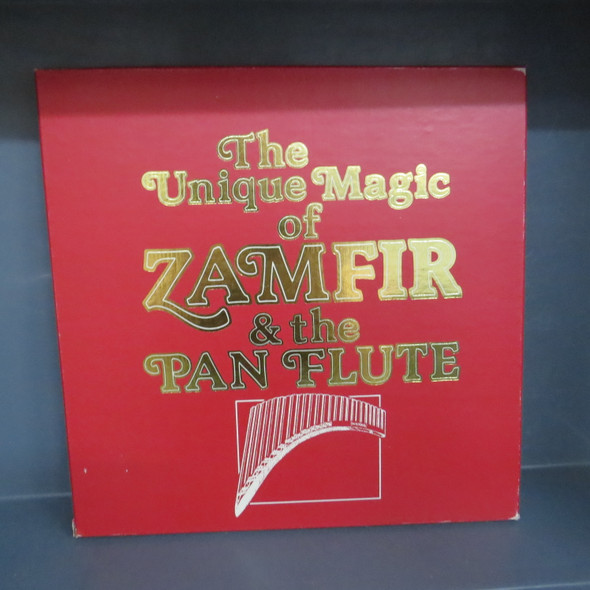 The
Unique Magic
of
ZAMFIR
& the
PAN FLUTE